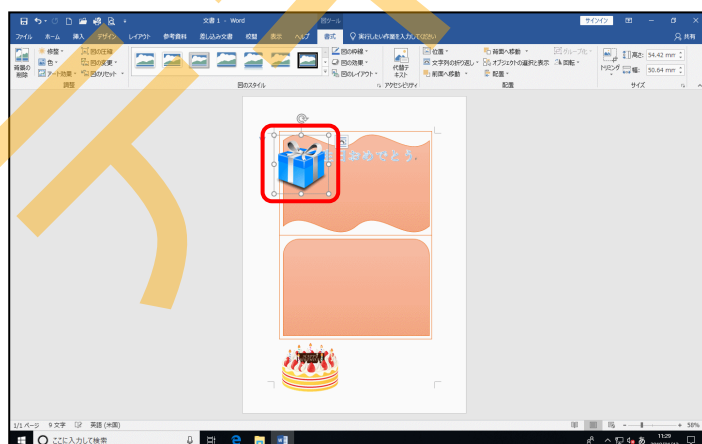 文書 1 - Word
図ツール
サインイン
ファイル ホーム 挿入 デザイン レイアウト 参考資料 差し込み文書 校閲 表示 ヘルプ 書式 実行したい作業を入力してください 共有
背景の削除
修整
色
アート効果
図の圧縮
図の変更
図のリセット
調整
図のスタイル
図の枠線
図の効果
図のレイアウト
代替テキスト
アクセシビリティ
位置
文字列の折り返し
前面へ移動
背面へ移動
オブジェクトの選択と表示
配置
グループ化
回転
配置
トリミング
高さ: 54.42 mm
幅: 50.64 mm
サイズ
日おめでとう
1/1 ページ 9 文字 英語 (米国)
58%
ここに入力して検索
あ
11:29